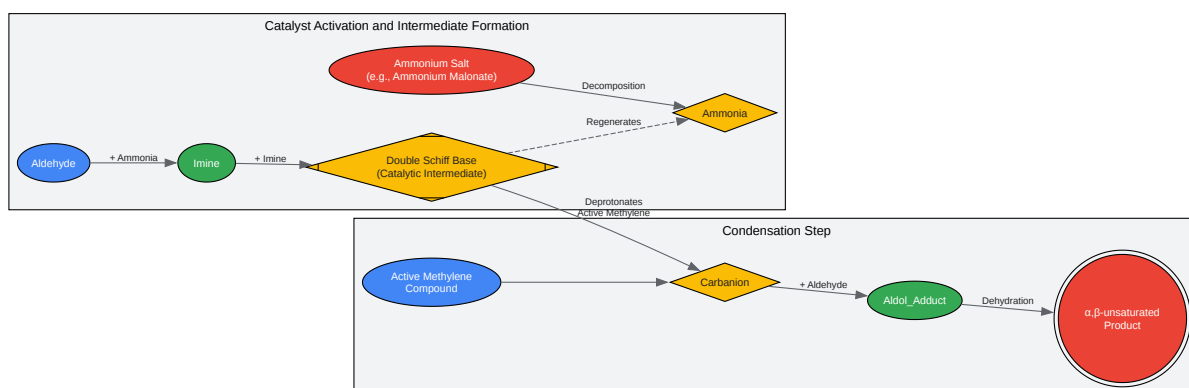 Catalyst Activation and Intermediate Formation
Ammonium Salt
(e.g., Ammonium Malonate)
Decomposition
Ammonia
Regenerates
Aldehyde
+ Ammonia
Imine
+ Imine
Double Schiff Base
(Catalytic Intermediate)
Deprotonates
Active Methylene
Condensation Step
Active Methylene
Compound
Carbanion
+ Aldehyde
Aldol_Adduct
Dehydration
α,β-unsaturated
Product